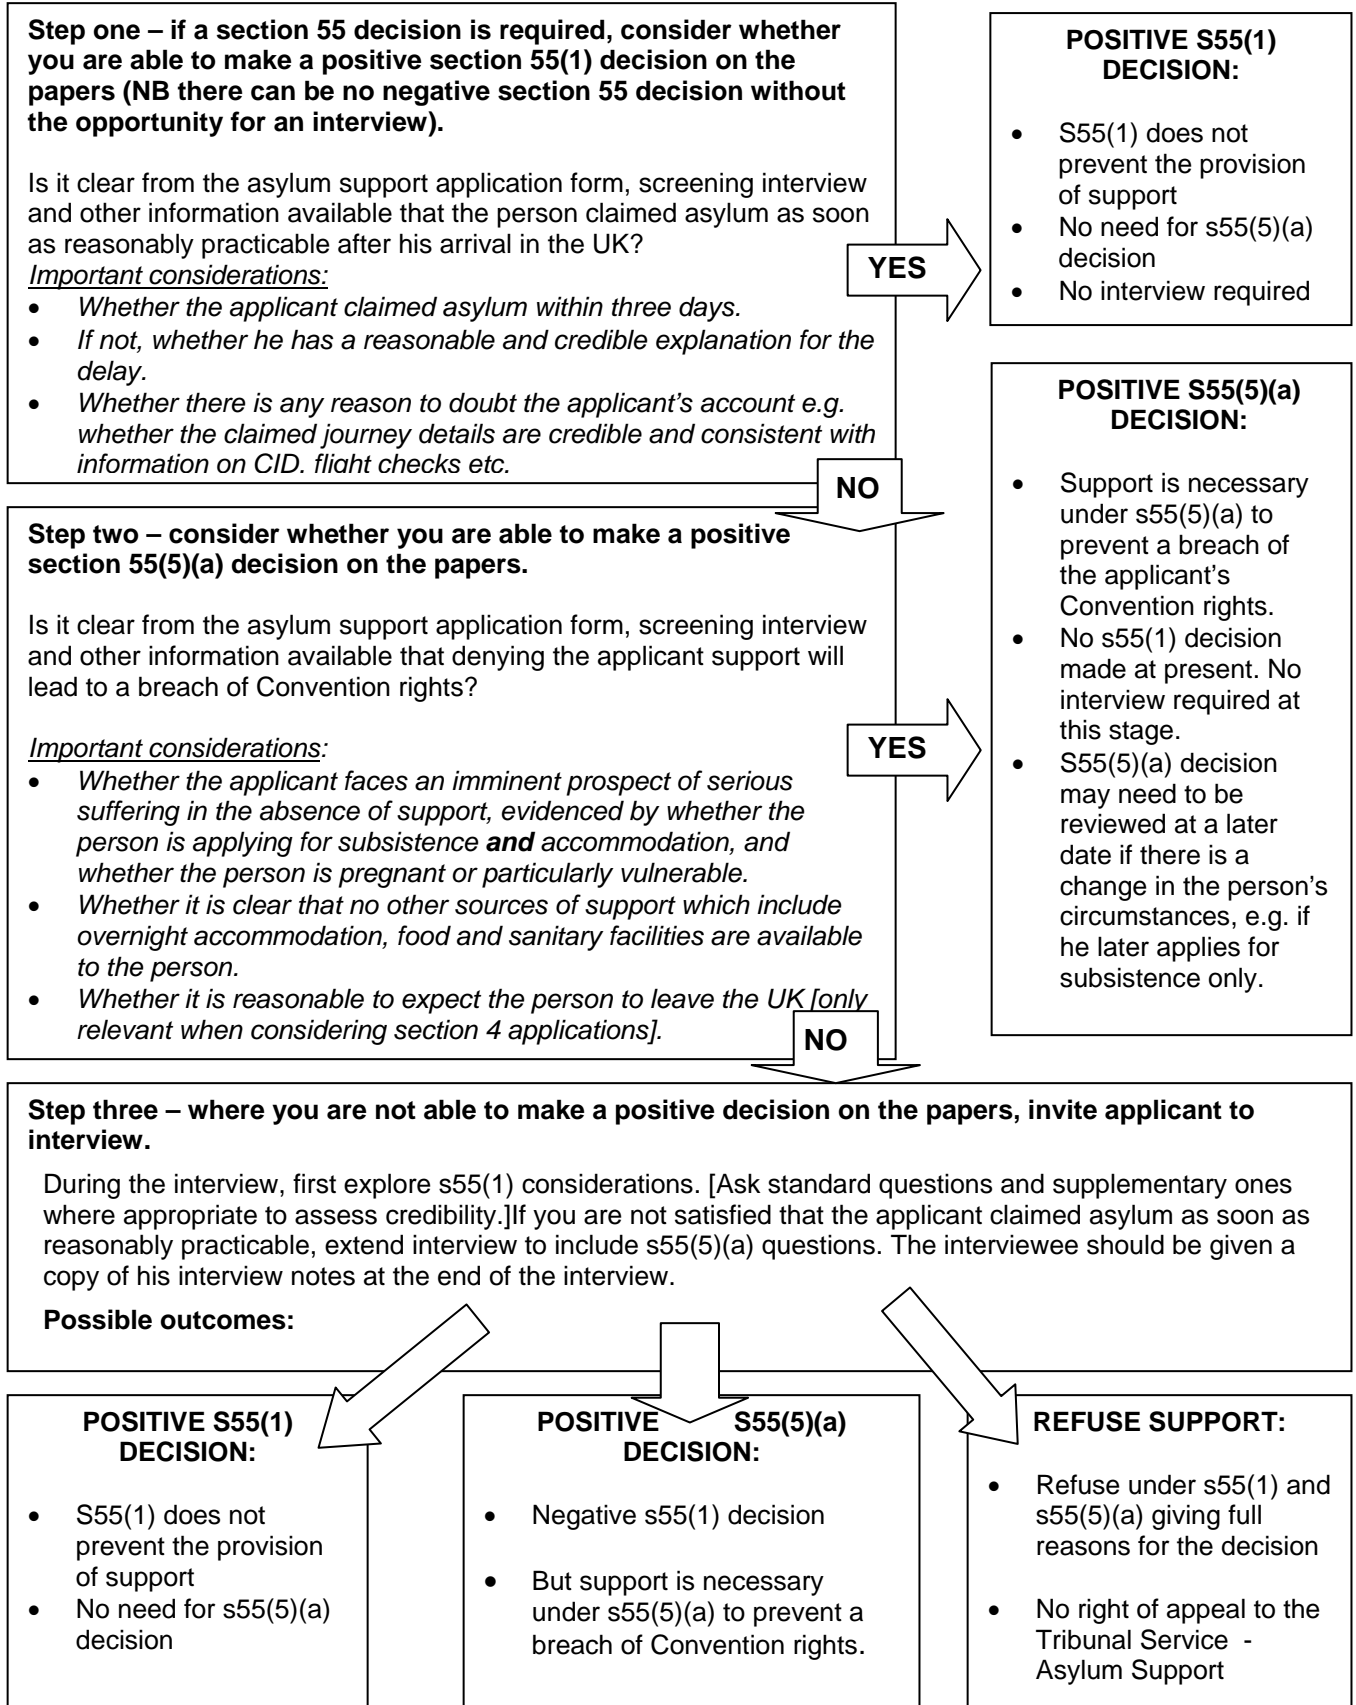 Step one – if a section 55 decision is required, consider whether
you are able to make a positive section 55(1) decision on the
papers (NB there can be no negative section 55 decision without
the opportunity for an interview).
Is it clear from the asylum support application form, screening interview
and other information available that the person claimed asylum as soon
as reasonably practicable after his arrival in the UK?
Important considerations:
• Whether the applicant claimed asylum within three days.
• If not, whether he has a reasonable and credible explanation for the
delay.
• Whether there is any reason to doubt the applicant’s account e.g.
whether the claimed journey details are credible and consistent with
information on CID, flight checks etc.
YES
POSITIVE S55(1)
DECISION:
• S55(1) does not
prevent the provision
of support
• No need for s55(5)(a)
decision
• No interview required
NO
Step two – consider whether you are able to make a positive
section 55(5)(a) decision on the papers.
Is it clear from the asylum support application form, screening interview
and other information available that denying the applicant support will
lead to a breach of Convention rights?
Important considerations:
• Whether the applicant faces an imminent prospect of serious
suffering in the absence of support, evidenced by whether the
person is applying for subsistence and accommodation, and
whether the person is pregnant or particularly vulnerable.
• Whether it is clear that no other sources of support which include
overnight accommodation, food and sanitary facilities are available
to the person.
• Whether it is reasonable to expect the person to leave the UK [only
relevant when considering section 4 applications].
YES
POSITIVE S55(5)(a)
DECISION:
• Support is necessary
under s55(5)(a) to
prevent a breach of
the applicant’s
Convention rights.
• No s55(1) decision
made at present. No
interview required at
this stage.
• S55(5)(a) decision
may need to be
reviewed at a later
date if there is a
change in the person’s
circumstances, e.g. if
he later applies for
subsistence only.
NO
Step three – where you are not able to make a positive decision on the papers, invite applicant to
interview.
During the interview, first explore s55(1) considerations. [Ask standard questions and supplementary ones
where appropriate to assess credibility.]If you are not satisfied that the applicant claimed asylum as soon as
reasonably practicable, extend interview to include s55(5)(a) questions. The interviewee should be given a
copy of his interview notes at the end of the interview.
Possible outcomes:
POSITIVE S55(1)
DECISION:
• S55(1) does not
prevent the provision
of support
• No need for s55(5)(a)
decision
POSITIVE S55(5)(a)
DECISION:
• Negative s55(1) decision
• But support is necessary
under s55(5)(a) to prevent a
breach of Convention rights.
REFUSE SUPPORT:
• Refuse under s55(1) and
s55(5)(a) giving full
reasons for the decision
• No right of appeal to the
Tribunal Service -
Asylum Support